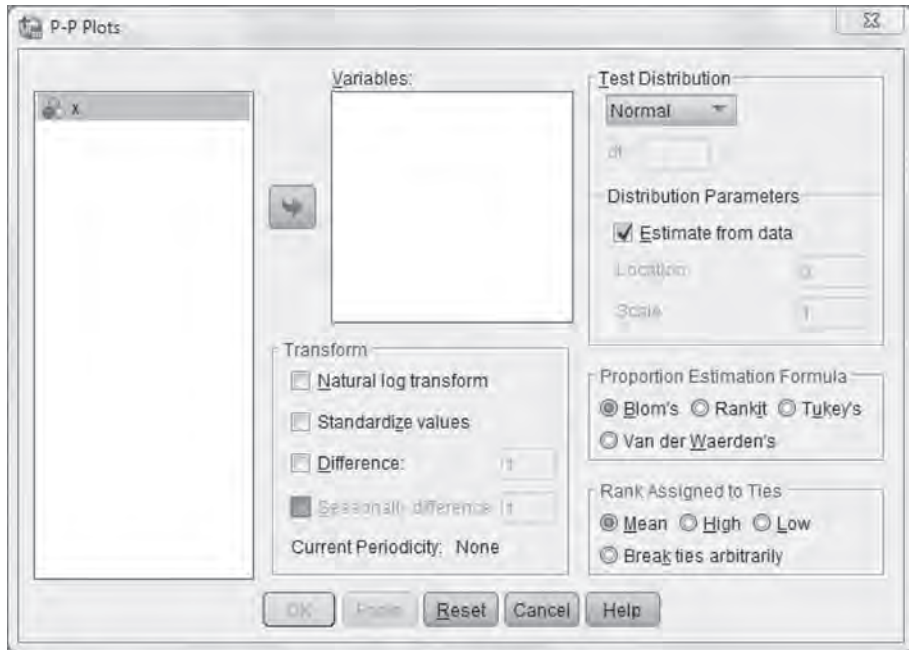 P-P Plots
x
Variables:
Test Distribution
Normal
df
Distribution Parameters
Estimate from data
Location 0
Scale 1
Transform
Natural log transform
Standardize values
Difference: 1
Seasonally difference 1
Current Periodicity: None
Proportion Estimation Formula
Blom's Rankit Tukey's
Van der Waerden's
Rank Assigned to Ties
Mean High Low
Break ties arbitrarily
OK Paste Reset Cancel Help